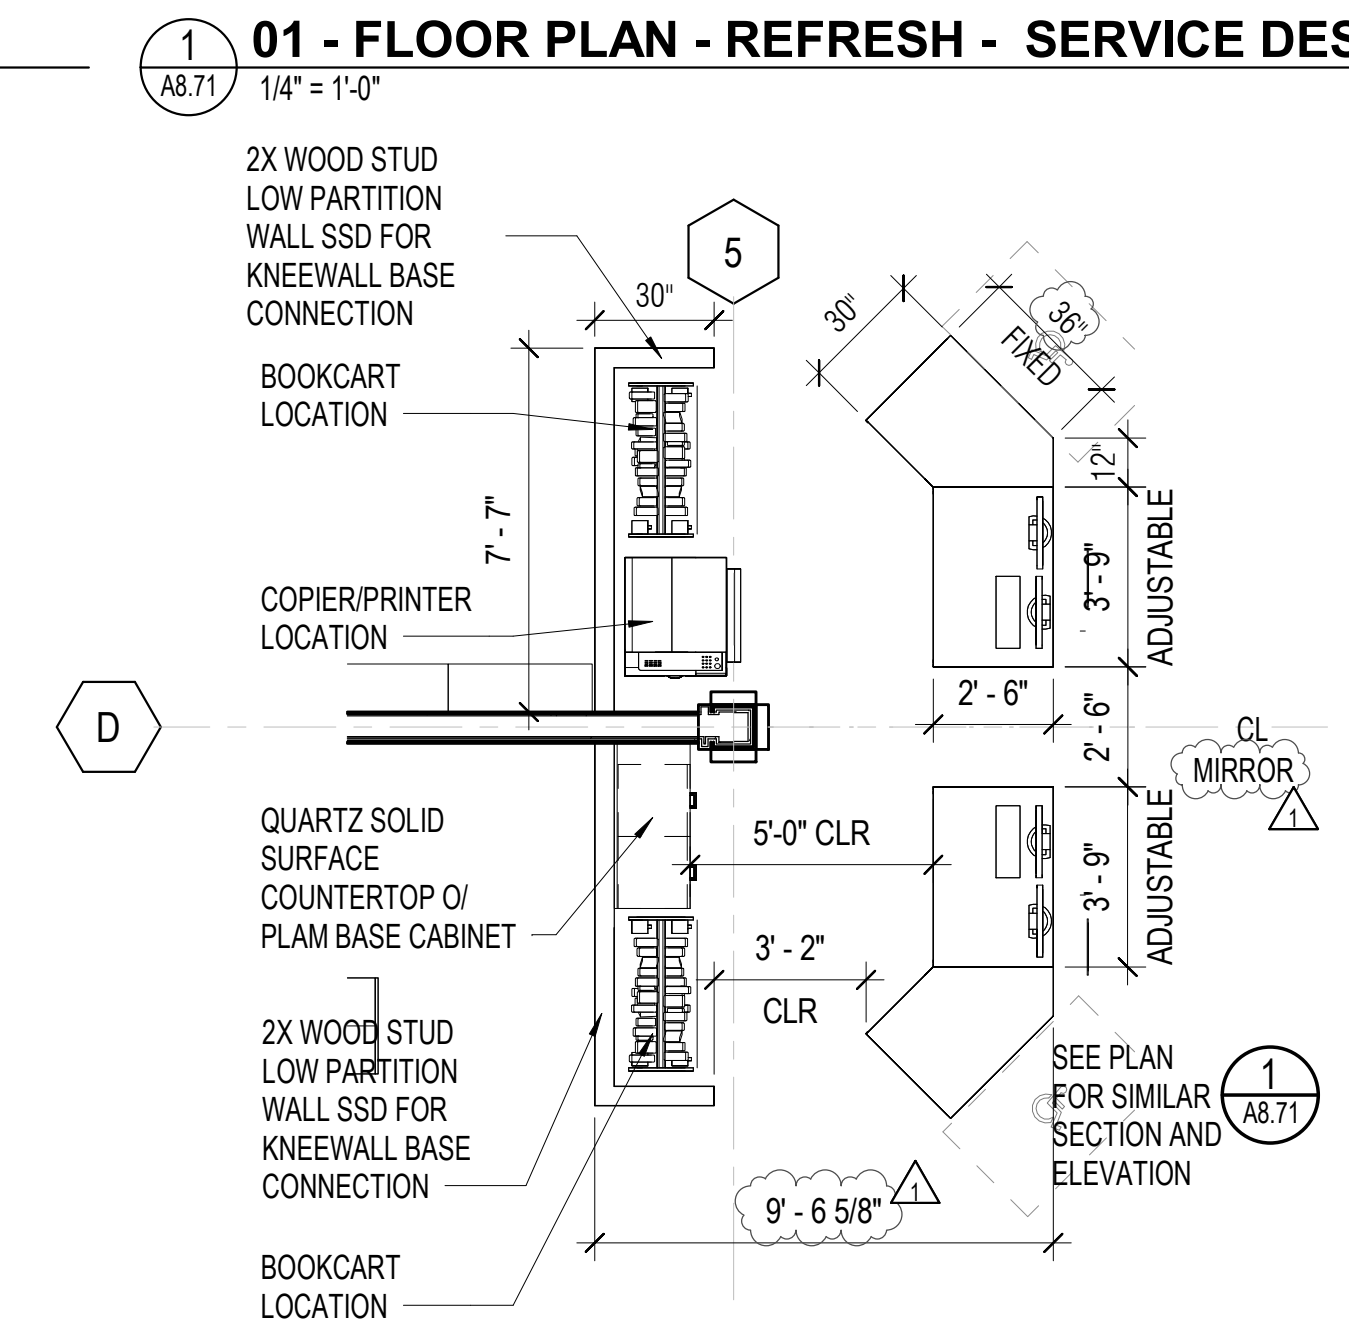 1
A8.71
01 - FLOOR PLAN - REFRESH - SERVICE DES
1/4" = 1'-0"
2X WOOD STUD
LOW PARTITION
WALL SSD FOR
KNEEWALL BASE
CONNECTION
5
30"
30"
36"
FIXED
BOOKCART
LOCATION
12"
7' - 7"
3' - 9"
ADJUSTABLE
COPIER/PRINTER
LOCATION
2' - 6"
2' - 6"
D
CL
MIRROR
1
QUARTZ SOLID
SURFACE
COUNTERTOP O/
PLAM BASE CABINET
5'-0" CLR
3' - 9"
ADJUSTABLE
3' - 2"
CLR
2X WOOD STUD
LOW PARTITION
WALL SSD FOR
KNEEWALL BASE
CONNECTION
SEE PLAN
FOR SIMILAR
SECTION AND
ELEVATION
1
A8.71
9' - 6 5/8"
1
BOOKCART
LOCATION